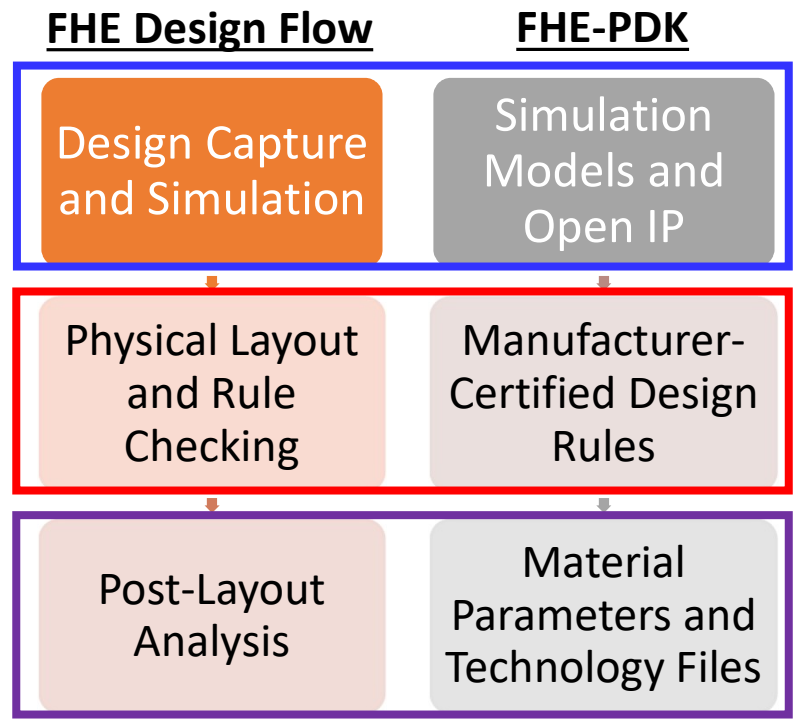 FHE Design Flow
FHE-PDK
Design Capture
and Simulation
Simulation
Models and
Open IP
Physical Layout
and Rule
Checking
Manufacturer-
Certified Design
Rules
Post-Layout
Analysis
Material
Parameters and
Technology Files